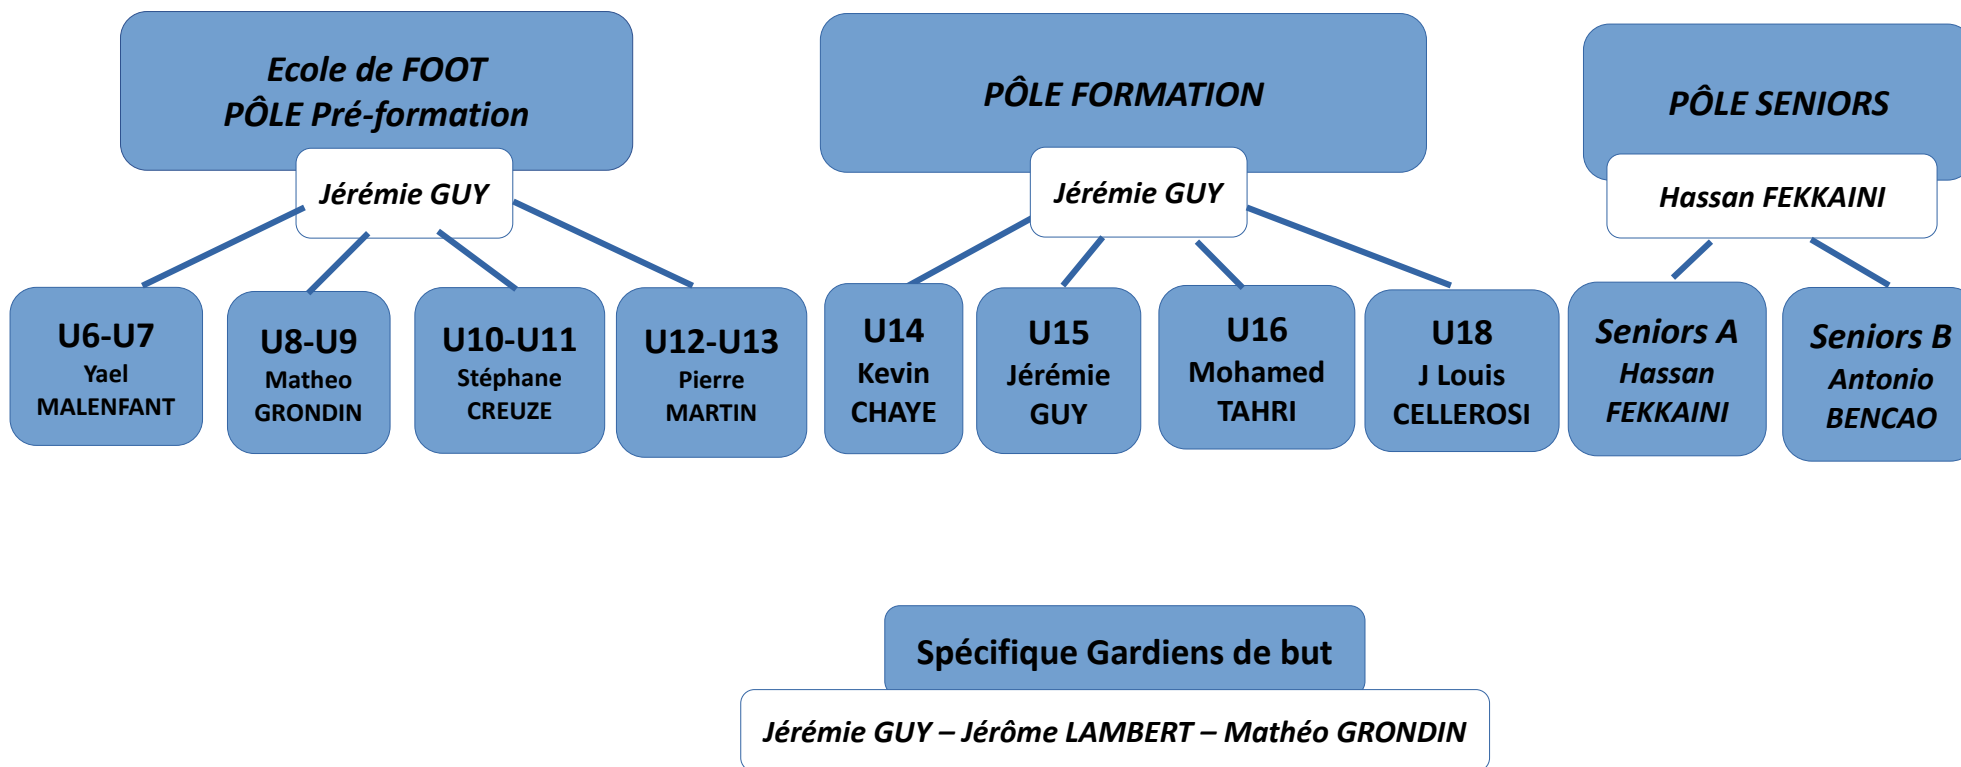 Ecole de FOOT
PÔLE Pré-formation
Jérémie GUY
PÔLE FORMATION
Jérémie GUY
PÔLE SENIORS
Hassan FEKKAINI
U6-U7
Yael
MALENFANT
U8-U9
Matheo
GRONDIN
U10-U11
Stéphane
CREUZE
U12-U13
Pierre
MARTIN
U14
Kevin
CHAYE
U15
Jérémie
GUY
U16
Mohamed
TAHRI
U18
J Louis
CELLEROSI
Seniors A
Hassan
FEKKAINI
Seniors B
Antonio
BENCAO
Spécifique Gardiens de but
Jérémie GUY – Jérôme LAMBERT – Mathéo GRONDIN